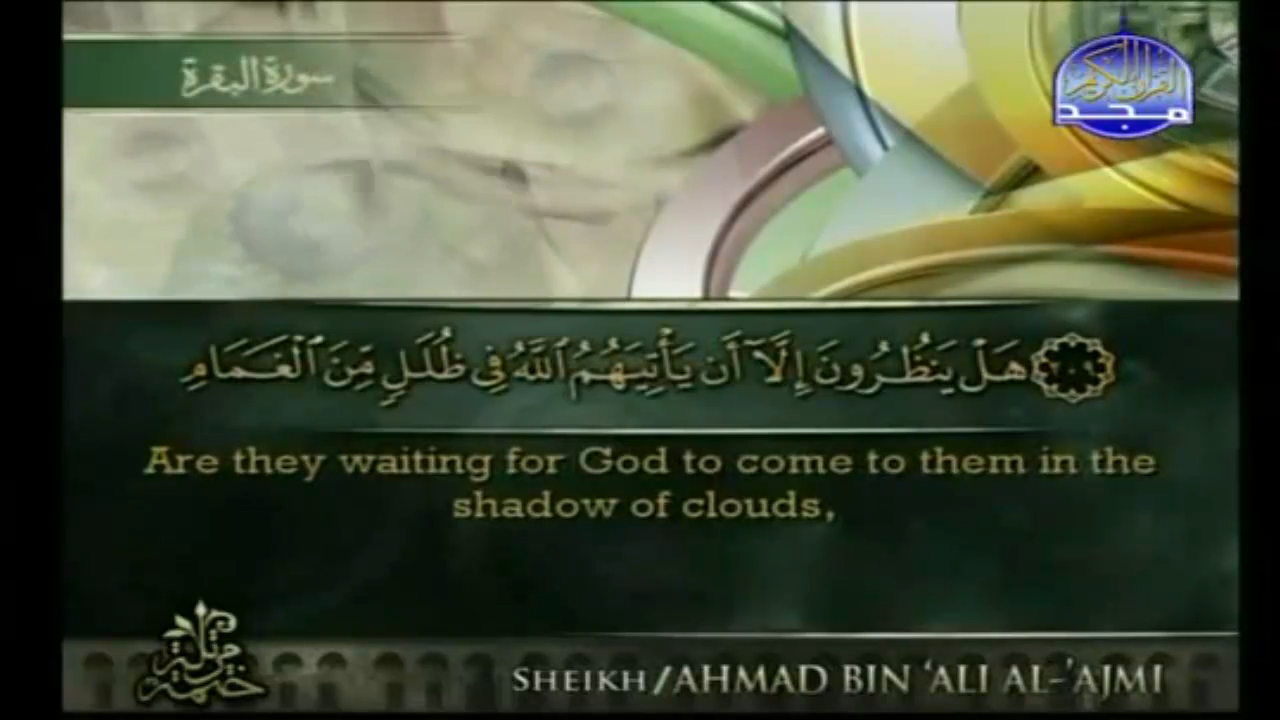 سورة البقرة
القرآن الكريم
مجد
هَلْ يَنظُرُونَ إِلَّآ أَن يَأْتِيَهُمُ ٱللَّهُ فِى ظُلَلٍ مِّنَ ٱلْغَمَامِ
Are they waiting for God to come to them in the
shadow of clouds,
ختمة مرتلة
SHEIKH/AHMAD BIN ‘ALI AL-’AJMI